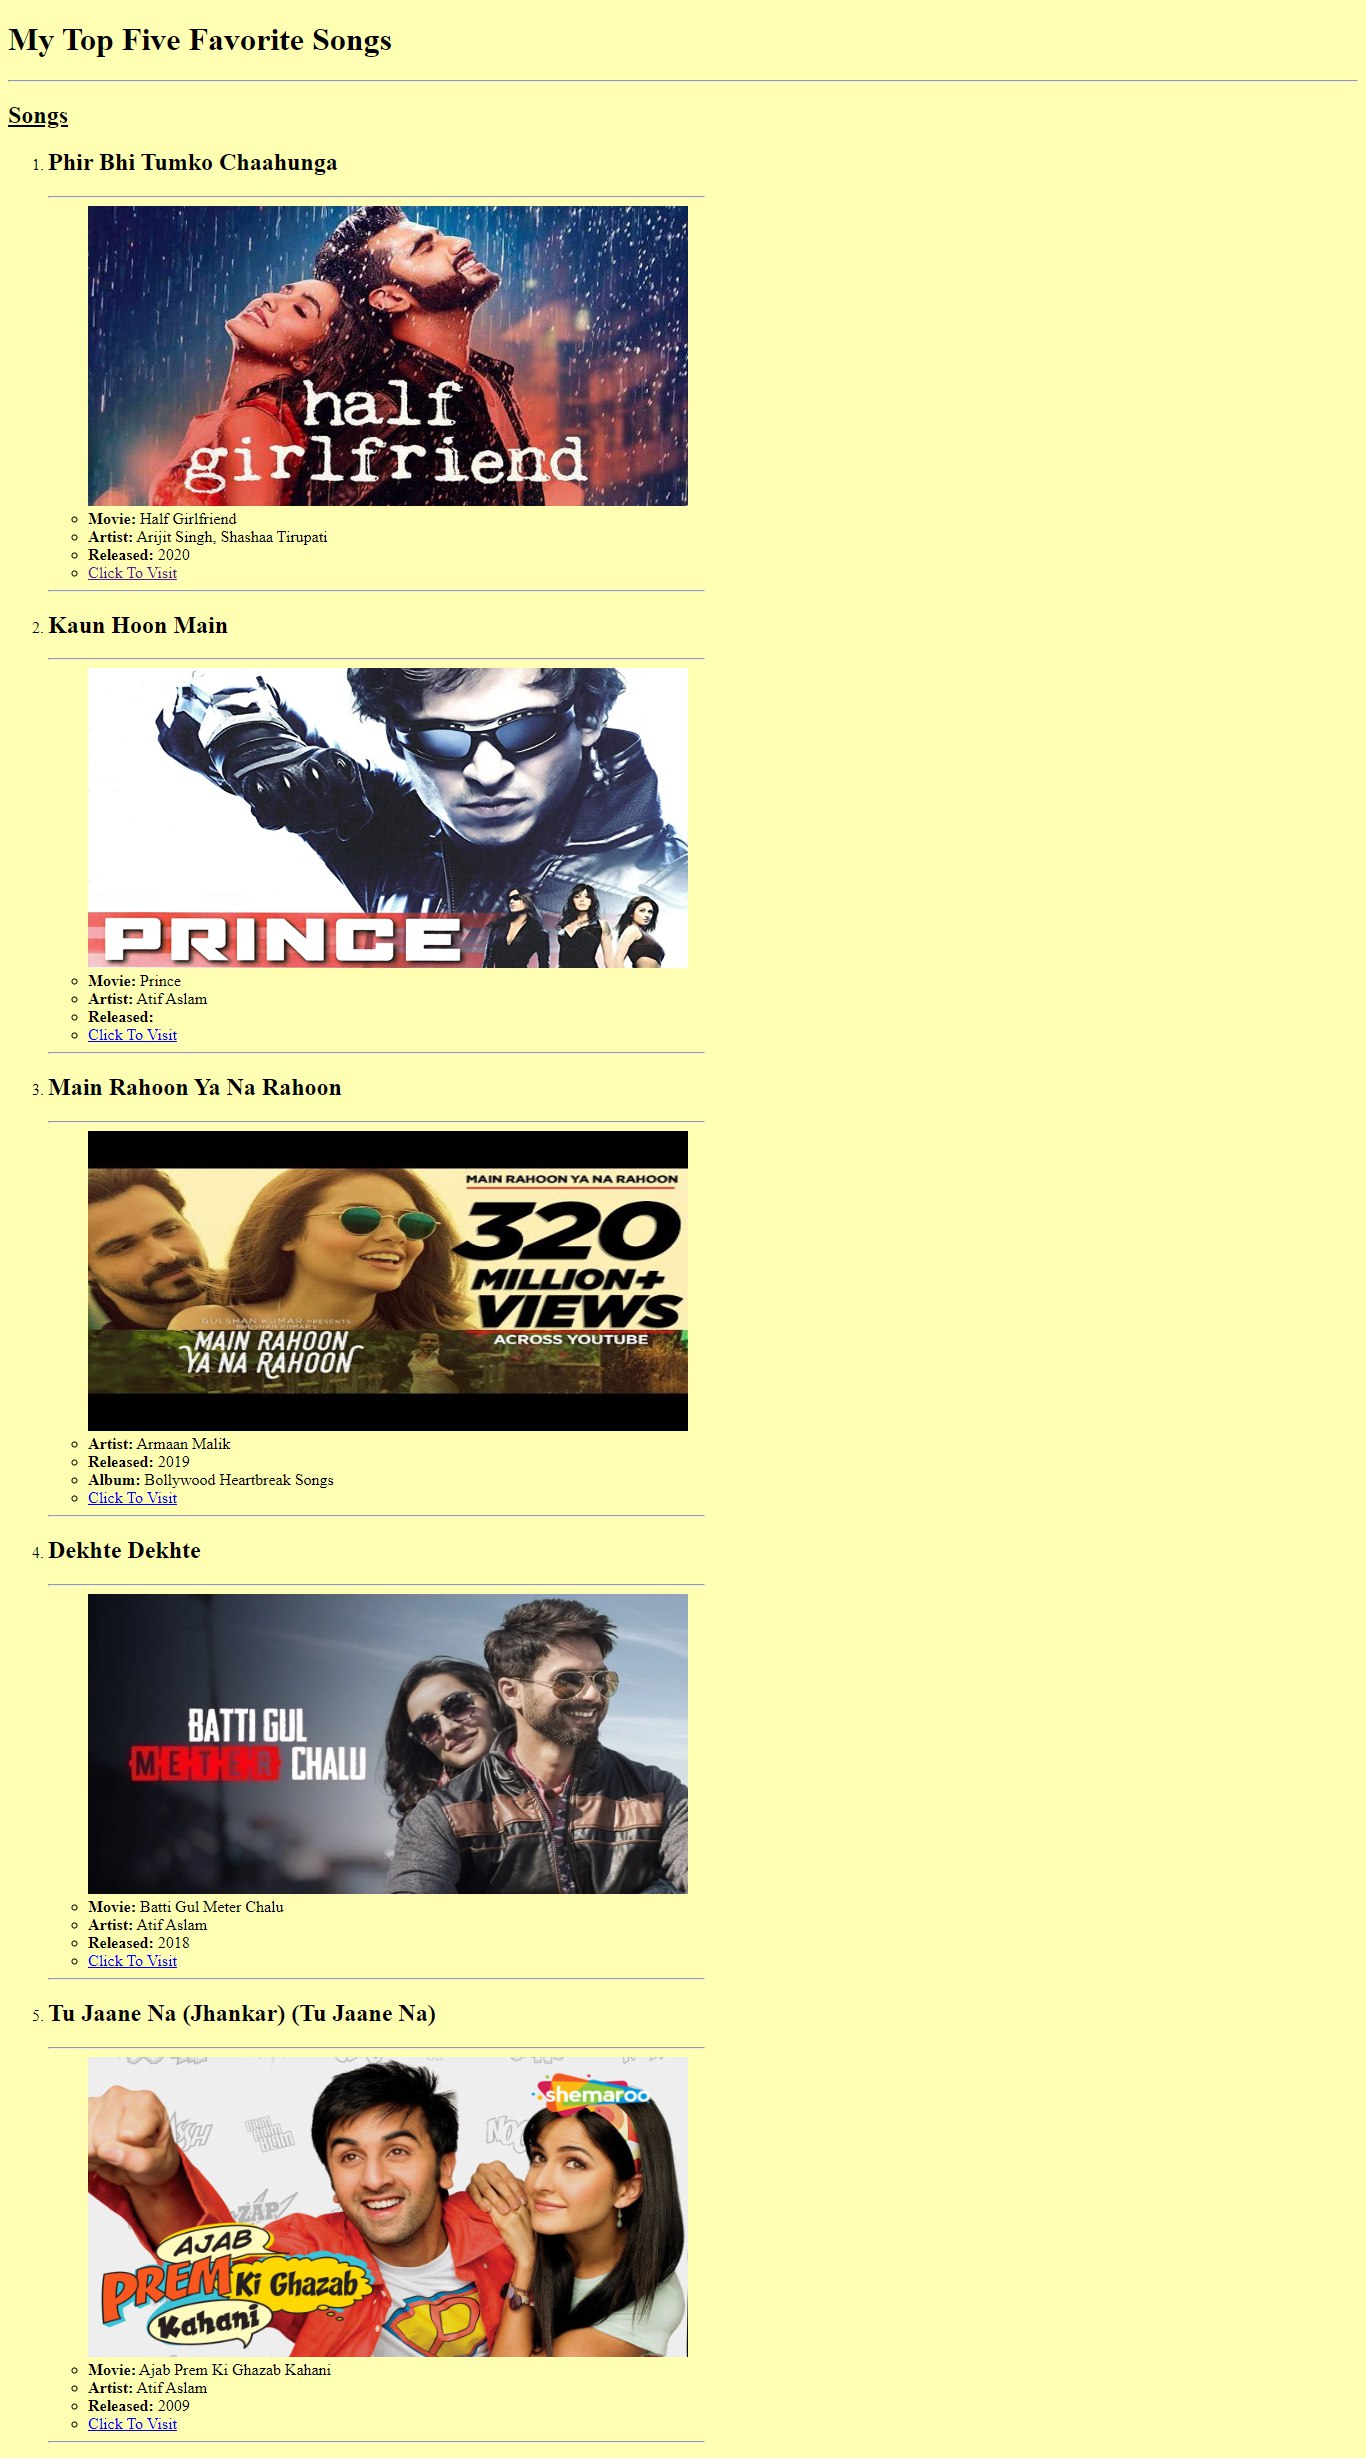 My Top Five Favorite Songs
Songs
1. Phir Bhi Tumko Chaahunga
half
girlfriend
Movie: Half Girlfriend
Artist: Arijit Singh, Shashaa Tirupati
Released: 2020
Click To Visit
2. Kaun Hoon Main
PRINCE
Movie: Prince
Artist: Atif Aslam
Released:
Click To Visit
3. Main Rahoon Ya Na Rahoon
MAIN RAHOON YA NA RAHOON
320
MILLION+
VIEWS
ACROSS YOUTUBE
GULSHAN KUMAR PRESENTS
BHUSHAN KUMAR'S
MAIN RAHOON
YA NA RAHOON
Artist: Armaan Malik
Released: 2019
Album: Bollywood Heartbreak Songs
Click To Visit
4. Dekhte Dekhte
BATTI GUL
METER CHALU
Movie: Batti Gul Meter Chalu
Artist: Atif Aslam
Released: 2018
Click To Visit
5. Tu Jaane Na (Jhankar) (Tu Jaane Na)
shemaroo
ZAP
AJAB
PREM Ki Ghazab
Kahani
Movie: Ajab Prem Ki Ghazab Kahani
Artist: Atif Aslam
Released: 2009
Click To Visit